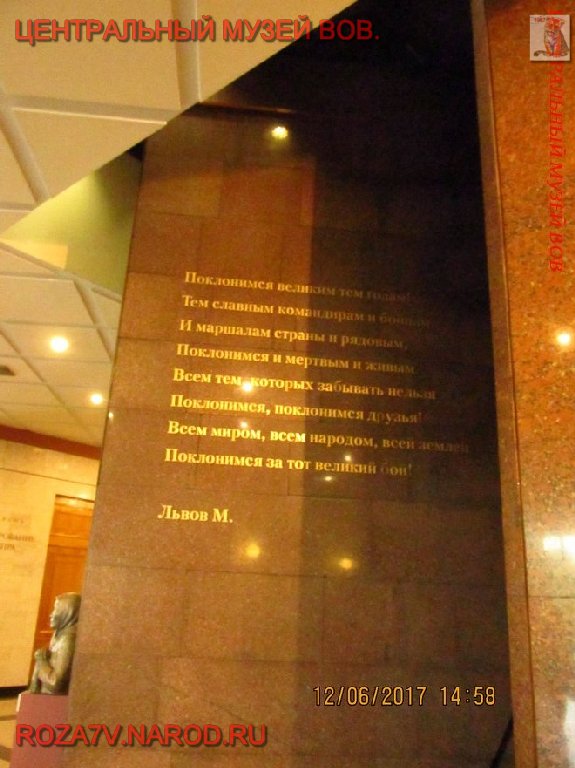 ЦЕНТРАЛЬНЫЙ МУЗЕЙ ВОВ.
Поклонимся великим тем годам!
Тем славным командирам и бойцам
И маршалам страны и рядовым,
Поклонимся и мертвым и живым
Всем тем, которых забывать нельзя
Поклонимся, поклонимся друзья!
Всем миром, всем народом, всей землей
Поклонимся за тот великий бой!
Львов М.
12/06/2017 14:58
ROZA7V.NAROD.RU
МУЗЕЙ ВОВ